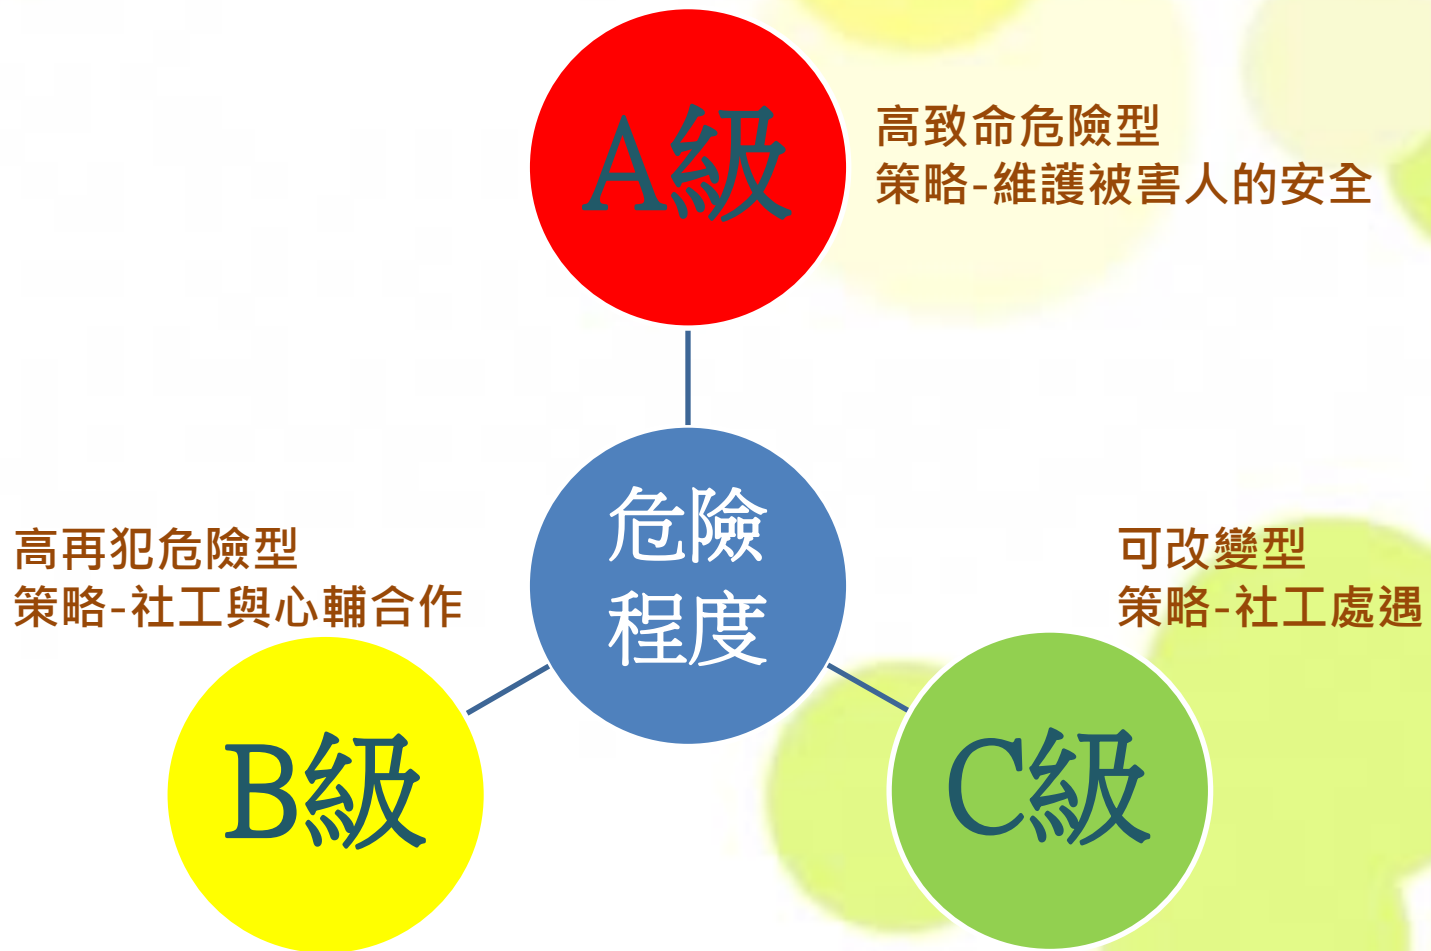 A級
高致命危險型
策略-維護被害人的安全
危險
程度
高再犯危險型
策略-社工與心輔合作
B級
可改變型
策略-社工處遇
C級